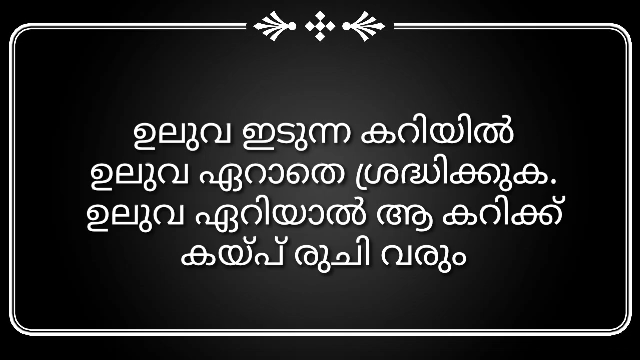 ഉലുവ ഇടുന്ന കറിയിൽ
ഉലുവ ഏറാതെ ശ്രദ്ധിക്കുക.
ഉലുവ ഏറിയാൽ ആ കറിക്ക്
കയ്പ് രുചി വരും